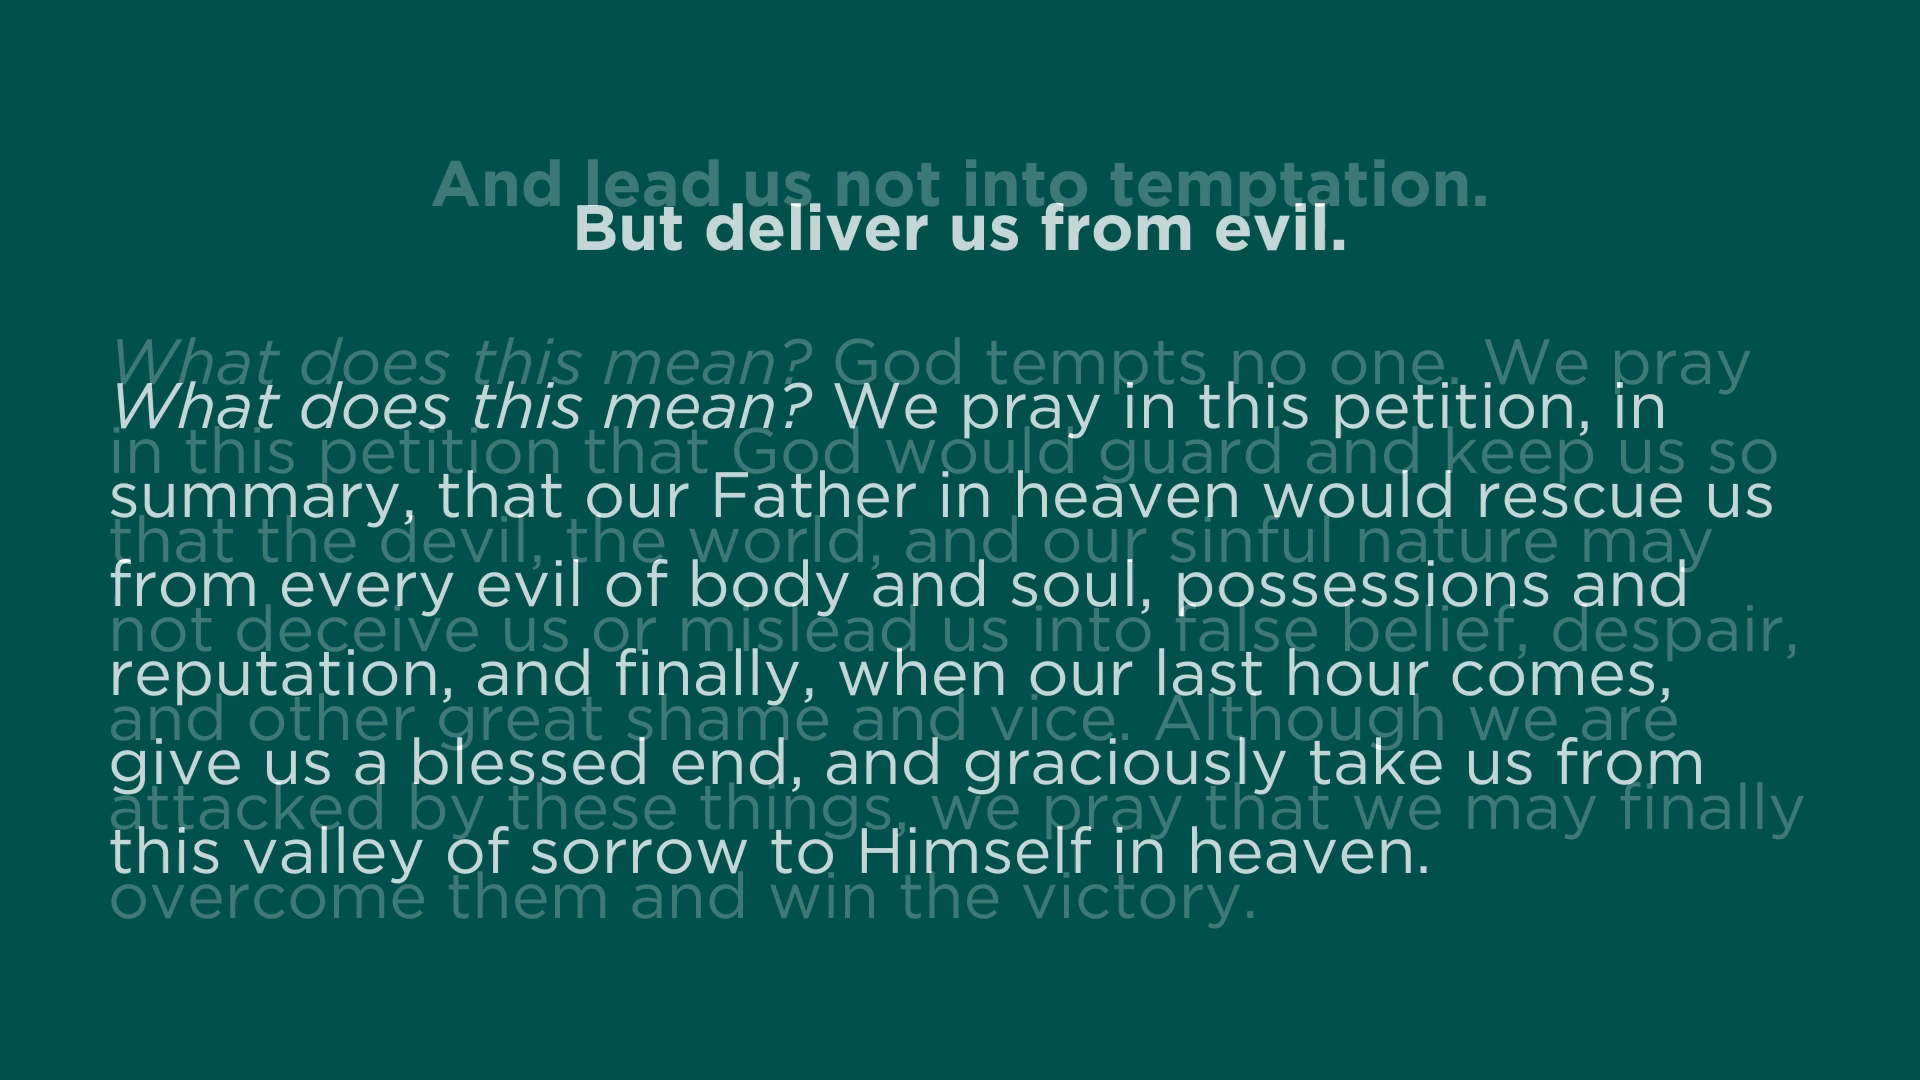 And lead us not into temptation.
But deliver us from evil.
What does this mean? God tempts no one. We pray
What does this mean? We pray in this petition, in
in this petition that God would guard and keep us so
summary, that our Father in heaven would rescue us
that the devil, the world, and our sinful nature may
from every evil of body and soul, possessions and
not deceive us or mislead us into false belief, despair,
reputation, and finally, when our last hour comes,
and other great shame and vice. Although we are
give us a blessed end, and graciously take us from
attacked by these things, we pray that we may finally
this valley of sorrow to Himself in heaven.
overcome them and win the victory.